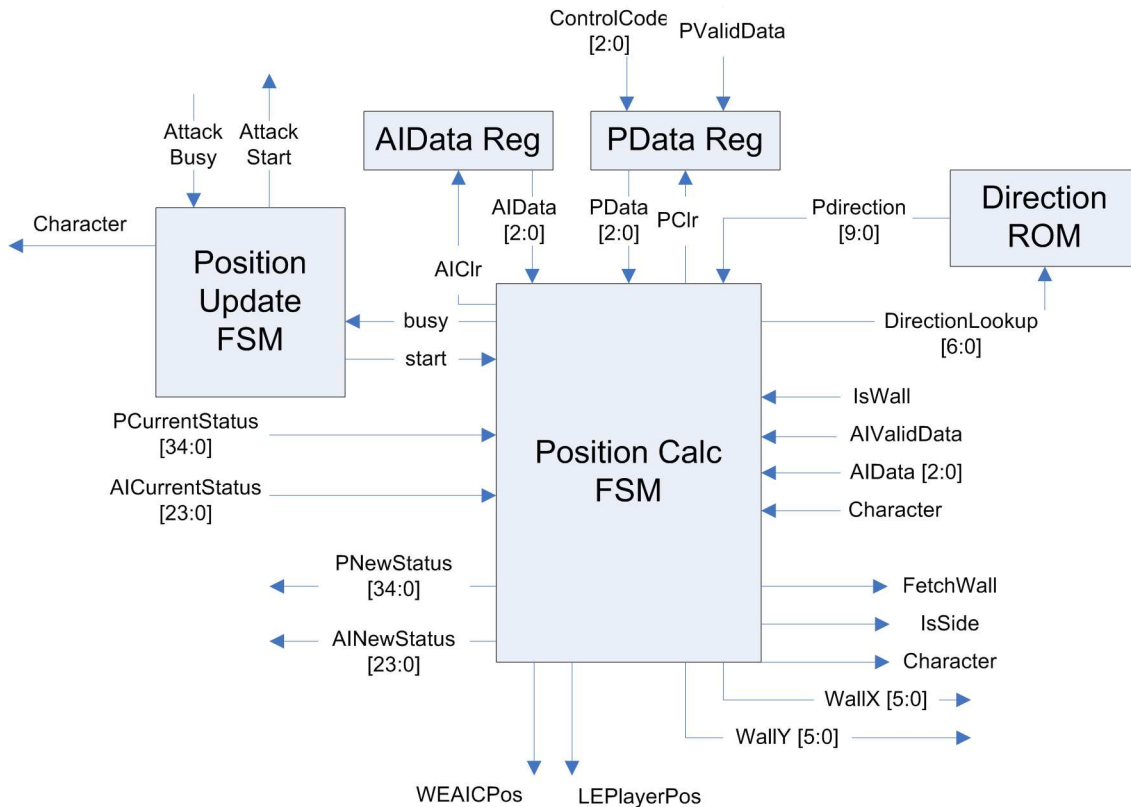 ControlCode
[2:0]
PValidData
Attack
Busy
Attack
Start
AIData Reg
PData Reg
Character
Position
Update
FSM
AIData
[2:0]
PData
[2:0]
PClr
AIClr
Pdirection
[9:0]
Direction
ROM
busy
start
DirectionLookup
[6:0]
PCurrentStatus
[34:0]
AICurrentStatus
[23:0]
Position Calc
FSM
IsWall
AIValidData
AIData [2:0]
Character
PNewStatus
[34:0]
AINewStatus
[23:0]
FetchWall
IsSide
Character
WallX [5:0]
WallY [5:0]
WEAICPos
LEPlayerPos